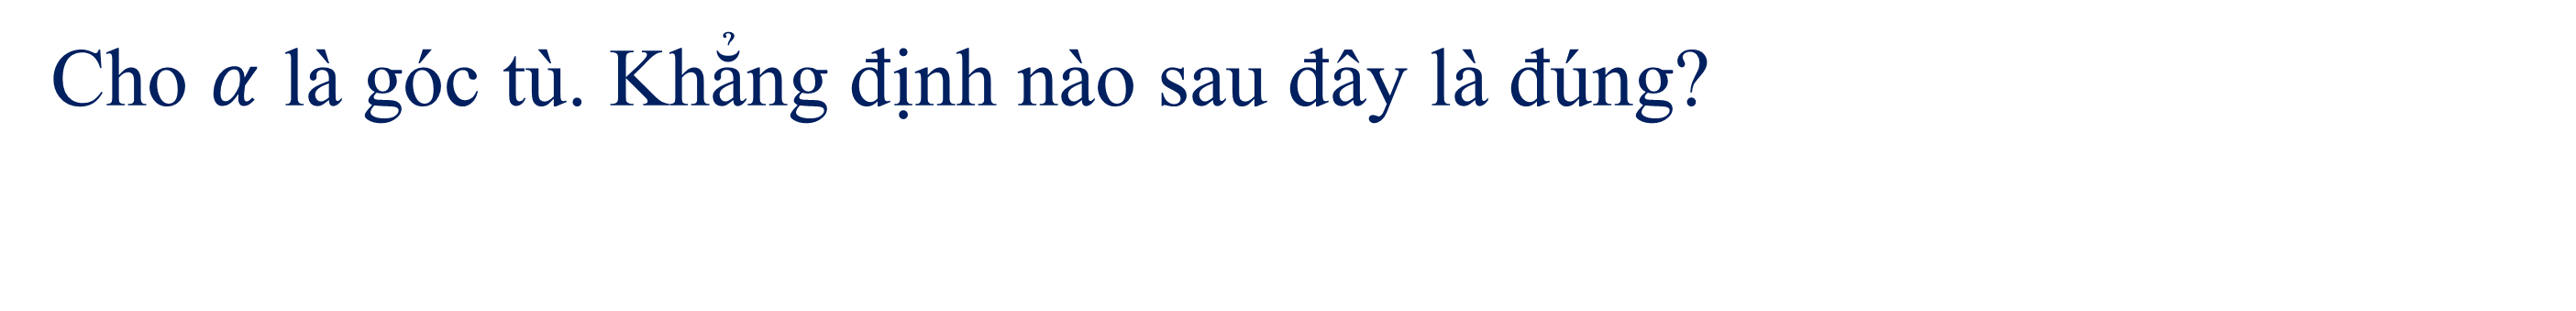 Cho α là góc tù. Khẳng định nào sau đây là đúng?